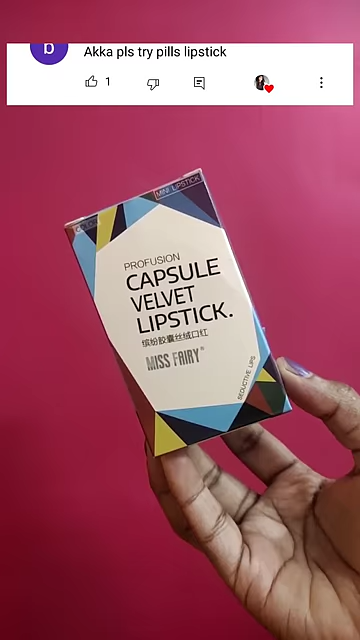 b
Akka pls try pills lipstick
1
MINI LIPSTICK
COLORS
PROFUSION
CAPSULE
VELVET
LIPSTICK.
缤纷胶囊丝绒口红
MISS FAIRY®
SEDUCTIVE LIPS